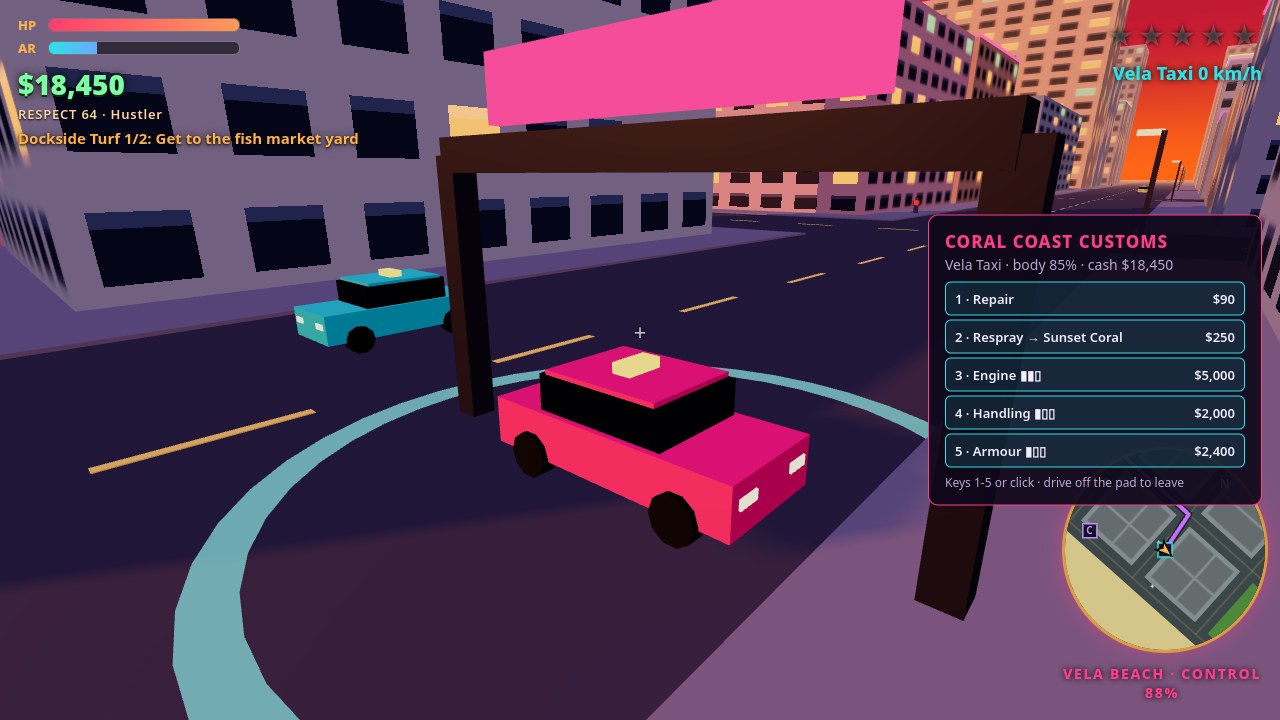 HP
AR
$18,450
RESPECT 64 · Hustler
Dockside Turf 1/2: Get to the fish market yard
★ ★ ★ ★ ★
Vela Taxi 0 km/h
CORAL COAST CUSTOMS
Vela Taxi · body 85% · cash $18,450
1 · Repair $90
2 · Respray → Sunset Coral $250
3 · Engine ▮▮▯ $5,000
4 · Handling ▮▯▯ $2,000
5 · Armour ▮▯▯ $2,400
Keys 1-5 or click · drive off the pad to leave
N
C
VELA BEACH · CONTROL
88%